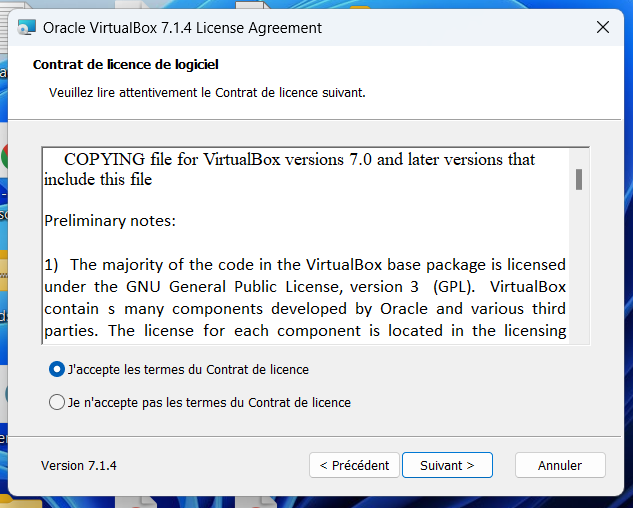 Oracle VirtualBox 7.1.4 License Agreement
Contrat de licence de logiciel
Veuillez lire attentivement le Contrat de licence suivant.
COPYING file for VirtualBox versions 7.0 and later versions that
include this file
Preliminary notes:
1) The majority of the code in the VirtualBox base package is licensed
under the GNU General Public License, version 3 (GPL). VirtualBox
contain s many components developed by Oracle and various third
parties. The license for each component is located in the licensing
J'accepte les termes du Contrat de licence
Je n'accepte pas les termes du Contrat de licence
Version 7.1.4
< Précédent
Suivant >
Annuler